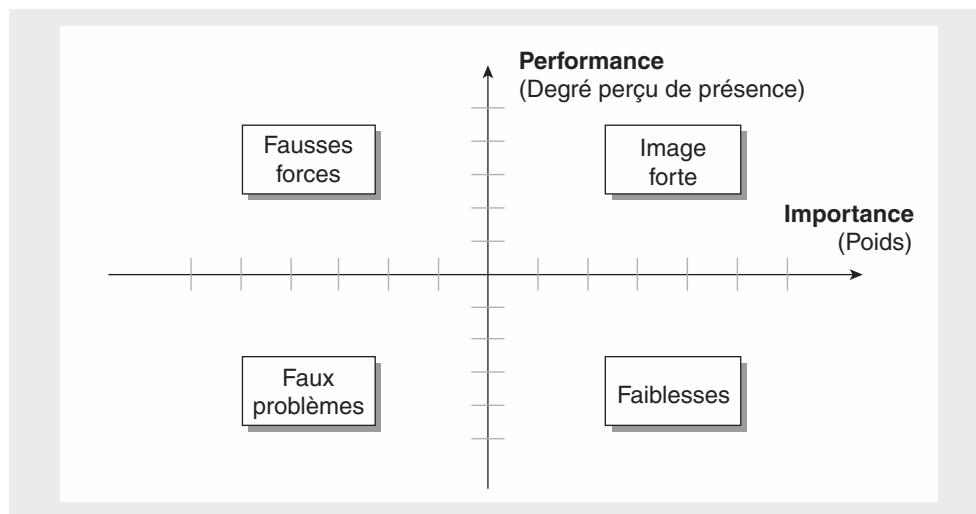 Performance
(Degré perçu de présence)
Fausses
forces
Image
forte
Importance
(Poids)
Faux
problèmes
Faiblesses